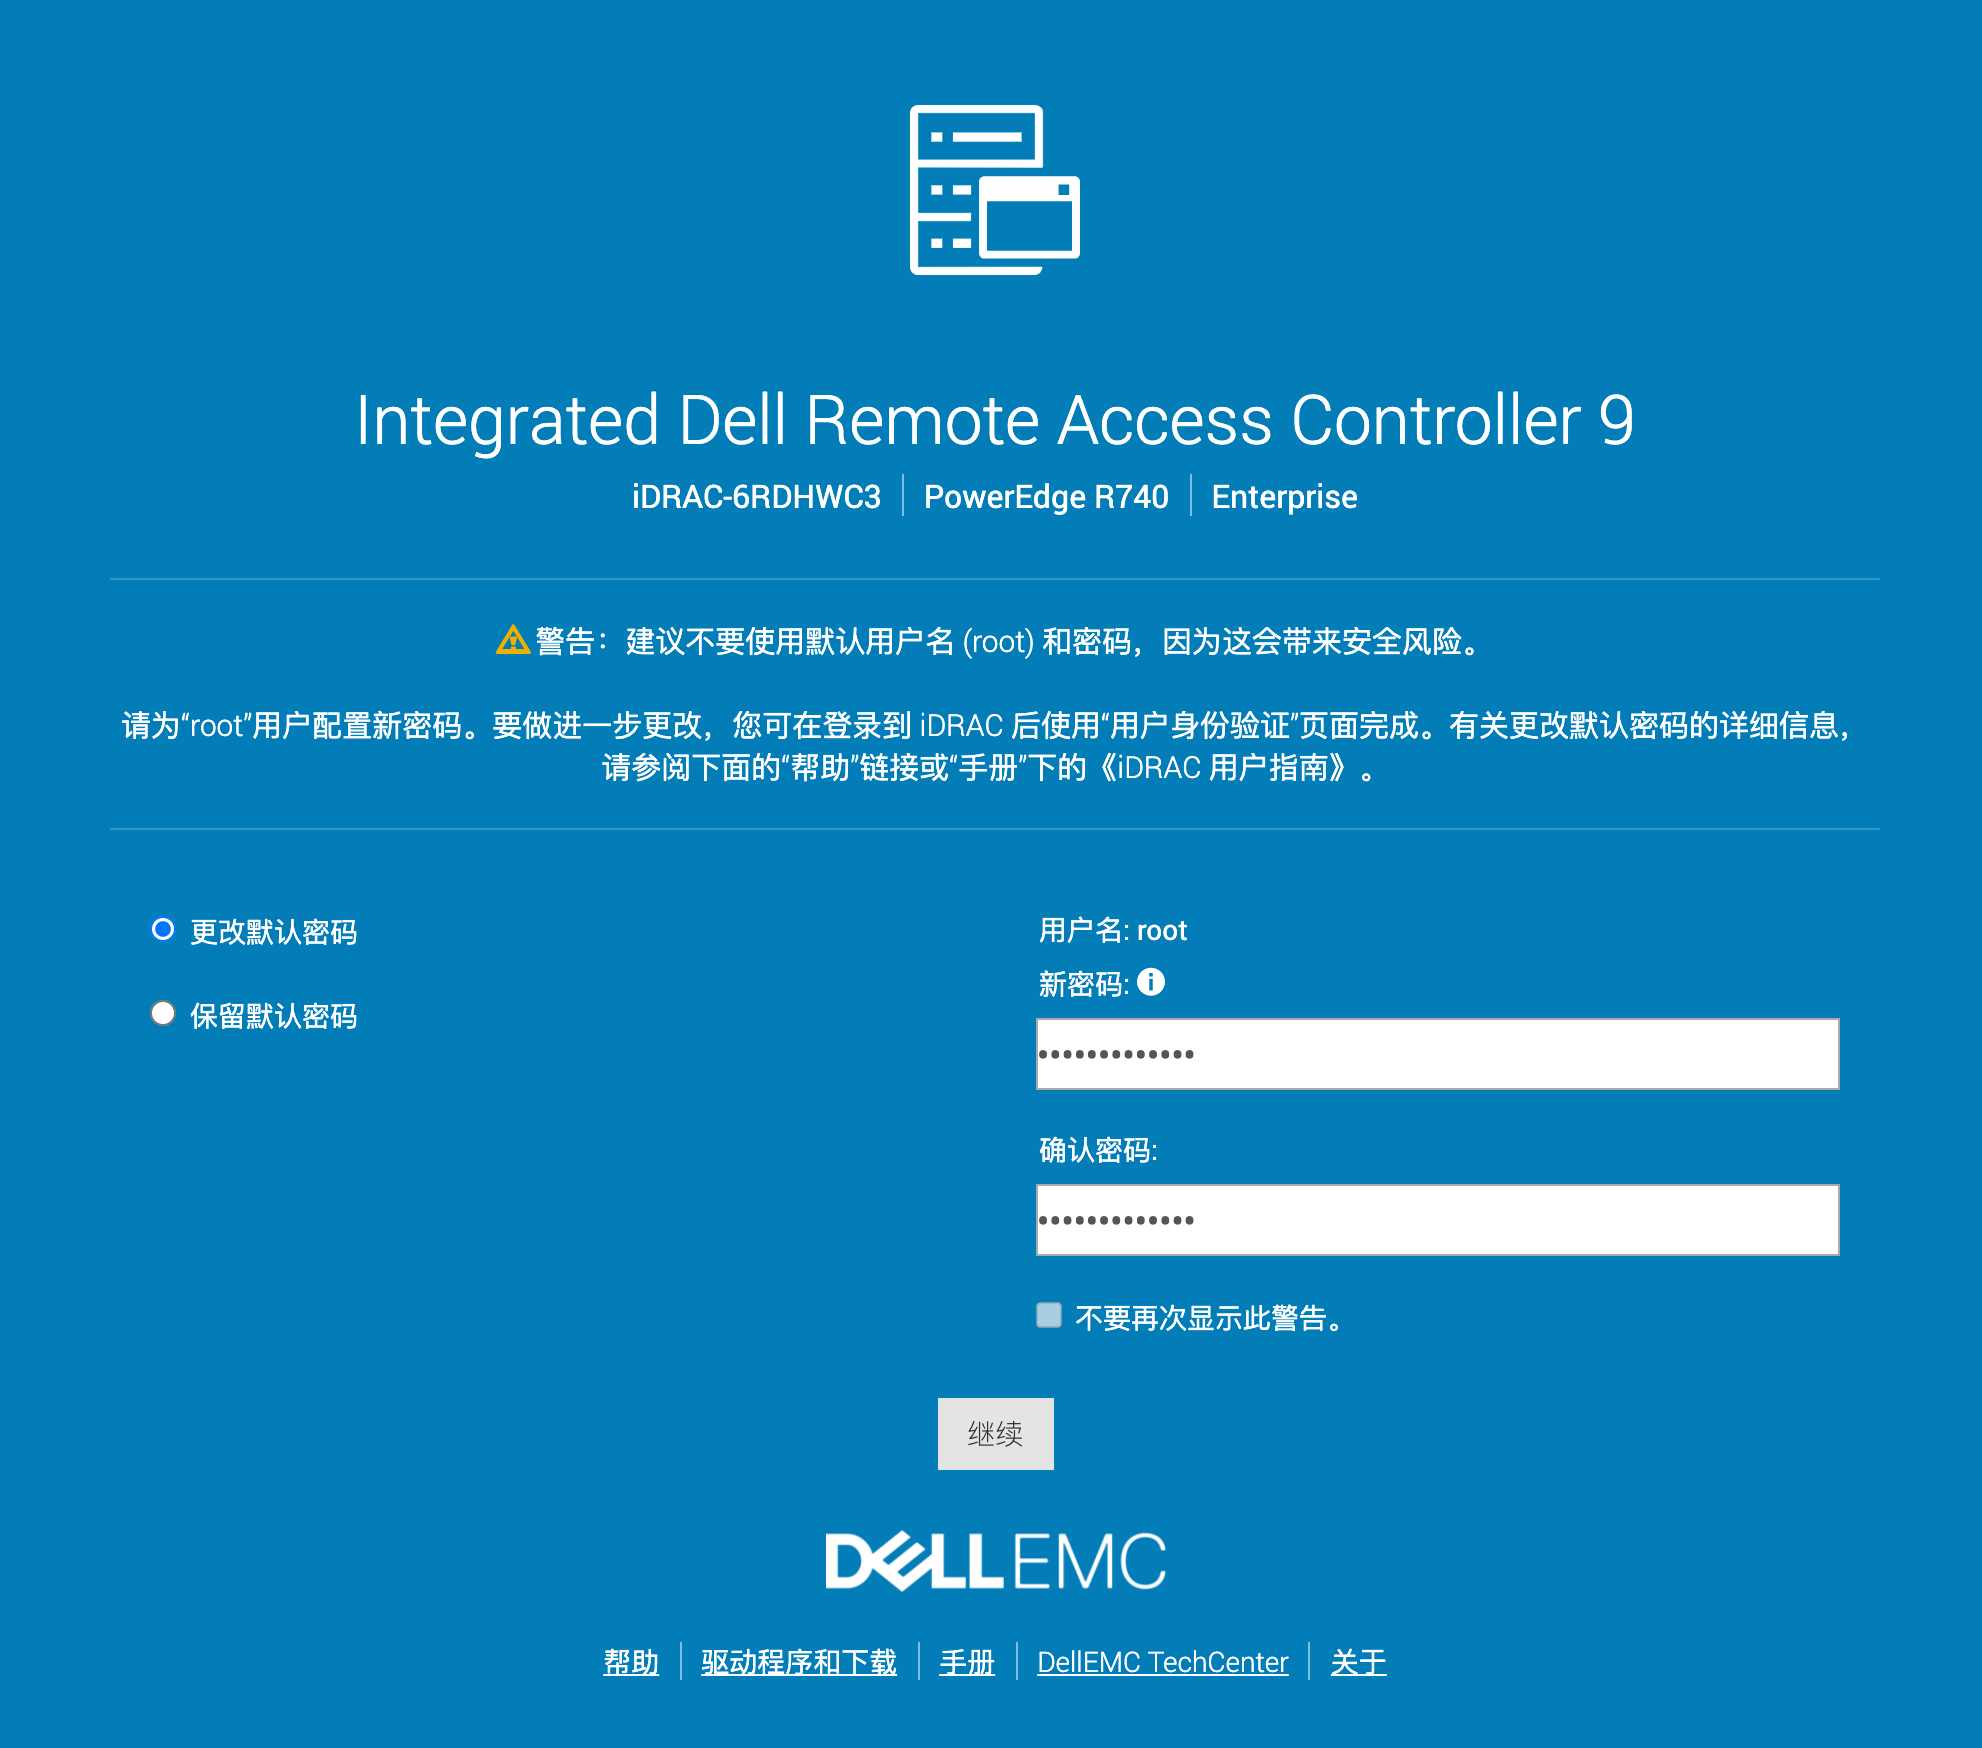 Integrated Dell Remote Access Controller 9
iDRAC-6RDHWC3 | PowerEdge R740 | Enterprise
警告：建议不要使用默认用户名 (root) 和密码，因为这会带来安全风险。
请为“root”用户配置新密码。要做进一步更改，您可在登录到 iDRAC 后使用“用户身份验证”页面完成。有关更改默认密码的详细信息，
请参阅下面的“帮助”链接或“手册”下的《iDRAC 用户指南》。
更改默认密码
保留默认密码
用户名: root
新密码:
•••••••••••••
确认密码:
•••••••••••••
不要再次显示此警告。
继续
DELLEMC
帮助 | 驱动程序和下载 | 手册 | DellEMC TechCenter | 关于